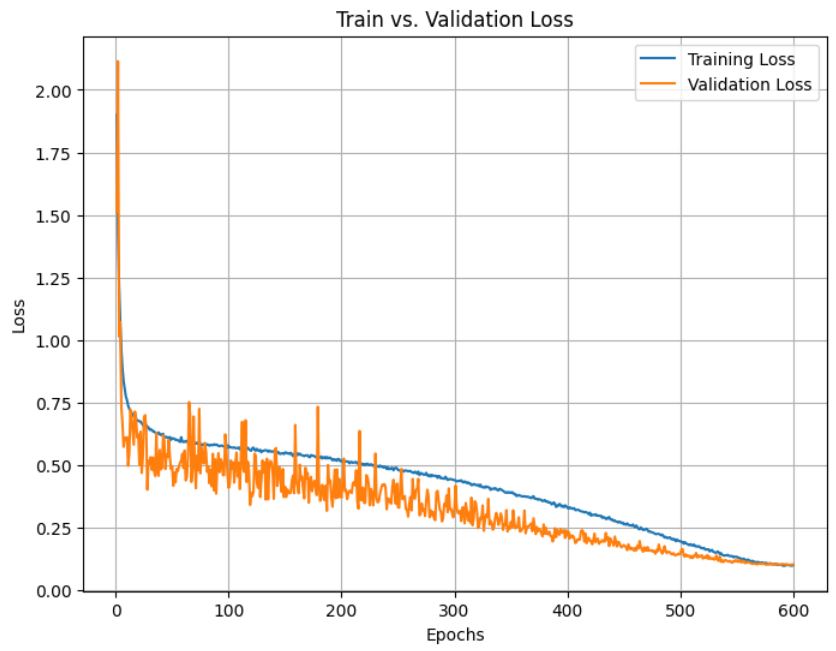 Train vs. Validation Loss
Training Loss
Validation Loss
2.00
1.75
1.50
1.25
1.00
0.75
0.50
0.25
0.00
Loss
0 100 200 300 400 500 600
Epochs